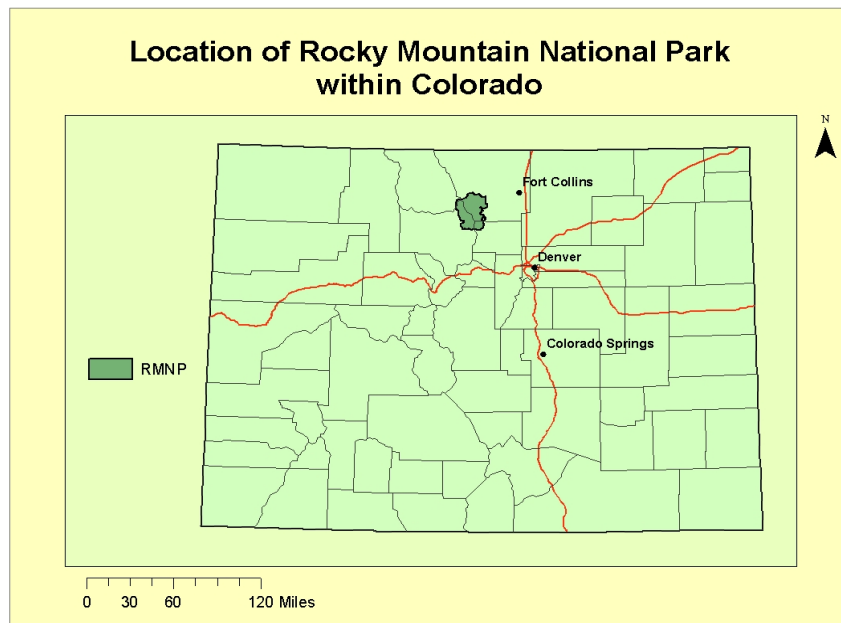 Location of Rocky Mountain National Park
within Colorado
N
Fort Collins
Denver
Colorado Springs
RMNP
0 30 60 120 Miles